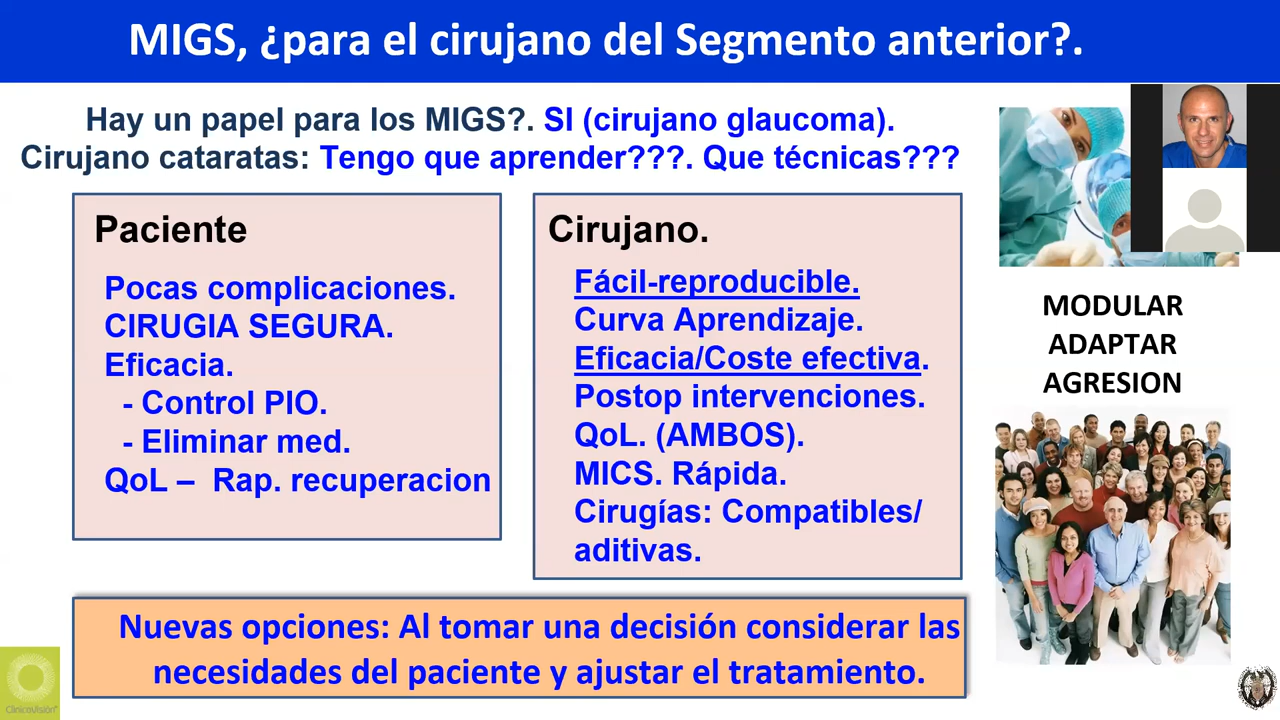 MIGS, ¿para el cirujano del Segmento anterior?.
Hay un papel para los MIGS?. SI (cirujano glaucoma).
Cirujano cataratas: Tengo que aprender???. Que técnicas???
Paciente
Pocas complicaciones.
CIRUGIA SEGURA.
Eficacia.
- Control PIO.
- Eliminar med.
QoL – Rap. recuperacion
Cirujano.
Fácil-reproducible.
Curva Aprendizaje.
Eficacia/Coste efectiva.
Postop intervenciones.
QoL. (AMBOS).
MICS. Rápida.
Cirugías: Compatibles/
aditivas.
MODULAR
ADAPTAR
AGRESION
Nuevas opciones: Al tomar una decisión considerar las
necesidades del paciente y ajustar el tratamiento.